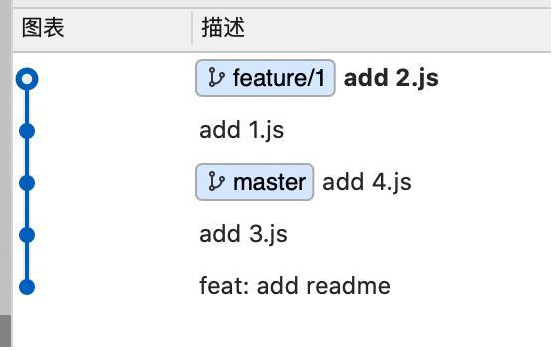 图表 描述
feature/1 add 2.js
add 1.js
master add 4.js
add 3.js
feat: add readme